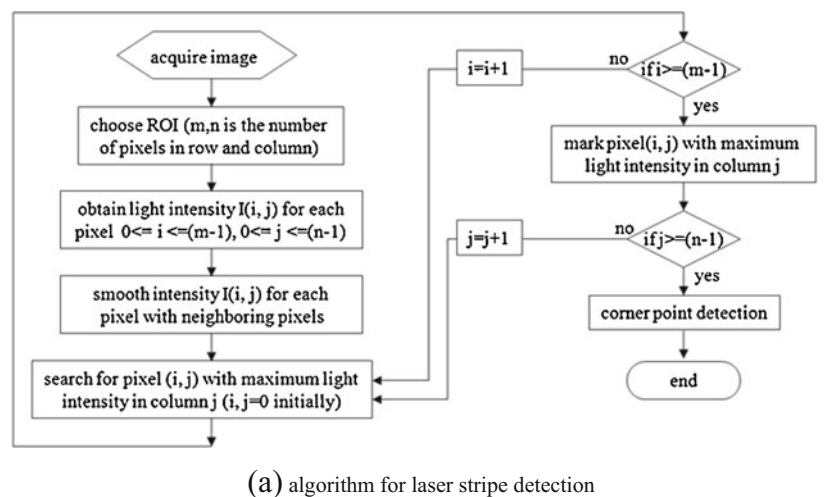 acquire image
choose ROI (m,n is the number
of pixels in row and column)
obtain light intensity I(i, j) for each
pixel 0<= i <=(m-1), 0<= j <=(n-1)
smooth intensity I(i, j) for each
pixel with neighboring pixels
search for pixel (i, j) with maximum light
intensity in column j (i, j=0 initially)
i=i+1
no
if i>=(m-1)
yes
mark pixel(i, j) with maximum
light intensity in column j
j=j+1
no
if j>=(n-1)
yes
corner point detection
end
(a) algorithm for laser stripe detection